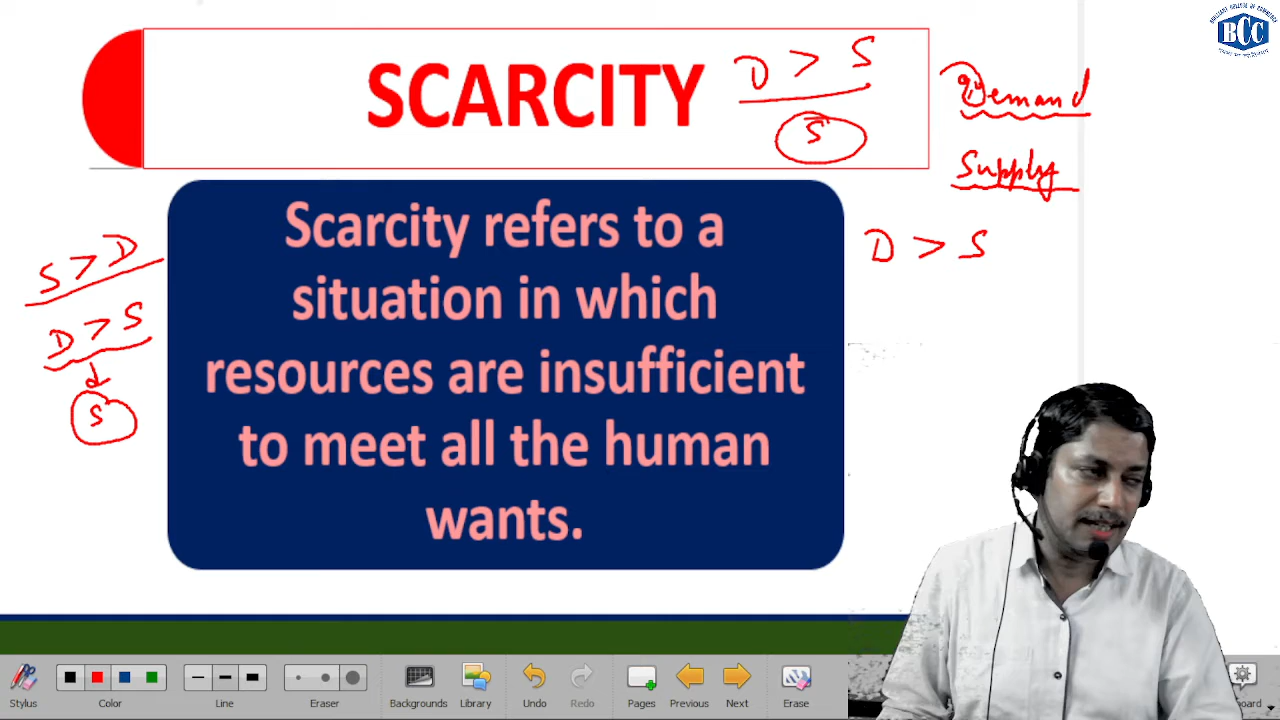 BCC
SCARCITY
D > S
S
Demand
Supply
Scarcity refers to a
situation in which
resources are insufficient
to meet all the human
wants.
D > S
S > D
D > S
S
Stylus
Color
Line
Eraser
Backgrounds
Library
Undo
Redo
Pages
Previous
Next
Erase